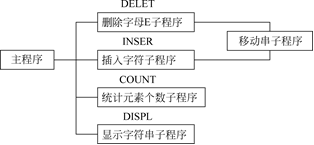 DELET
删除字母E子程序
移动串子程序
INSER
主程序
插入字符子程序
COUNT
统计元素个数子程序
DISPL
显示字符串子程序